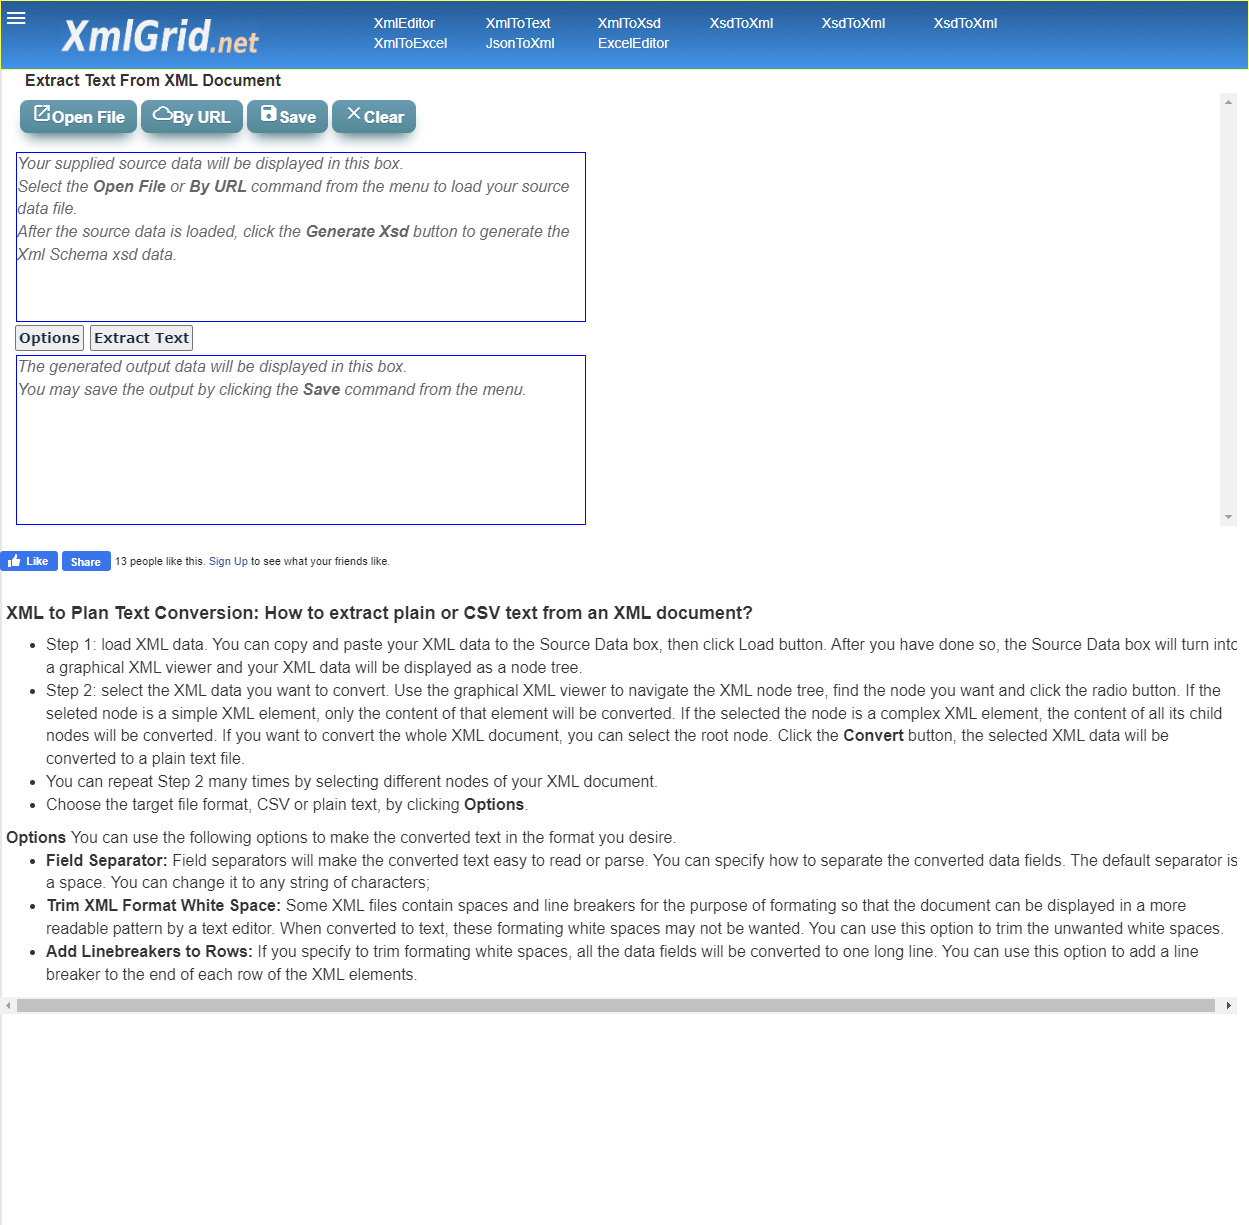 XmlGrid.net
XmlEditor XmlToText XmlToXsd XsdToXml XsdToXml XsdToXml
XmlToExcel JsonToXml ExcelEditor
Extract Text From XML Document
Open File By URL Save Clear
Your supplied source data will be displayed in this box.
Select the Open File or By URL command from the menu to load your source
data file.
After the source data is loaded, click the Generate Xsd button to generate the
Xml Schema xsd data.
Options Extract Text
The generated output data will be displayed in this box.
You may save the output by clicking the Save command from the menu.
Like Share 13 people like this. Sign Up to see what your friends like.
XML to Plan Text Conversion: How to extract plain or CSV text from an XML document?
• Step 1: load XML data. You can copy and paste your XML data to the Source Data box, then click Load button. After you have done so, the Source Data box will turn into
a graphical XML viewer and your XML data will be displayed as a node tree.
• Step 2: select the XML data you want to convert. Use the graphical XML viewer to navigate the XML node tree, find the node you want and click the radio button. If the
seleted node is a simple XML element, only the content of that element will be converted. If the selected the node is a complex XML element, the content of all its child
nodes will be converted. If you want to convert the whole XML document, you can select the root node. Click the Convert button, the selected XML data will be
converted to a plain text file.
• You can repeat Step 2 many times by selecting different nodes of your XML document.
• Choose the target file format, CSV or plain text, by clicking Options.
Options You can use the following options to make the converted text in the format you desire.
• Field Separator: Field separators will make the converted text easy to read or parse. You can specify how to separate the converted data fields. The default separator is
a space. You can change it to any string of characters;
• Trim XML Format White Space: Some XML files contain spaces and line breakers for the purpose of formating so that the document can be displayed in a more
readable pattern by a text editor. When converted to text, these formating white spaces may not be wanted. You can use this option to trim the unwanted white spaces.
• Add Linebreakers to Rows: If you specify to trim formating white spaces, all the data fields will be converted to one long line. You can use this option to add a line
breaker to the end of each row of the XML elements.